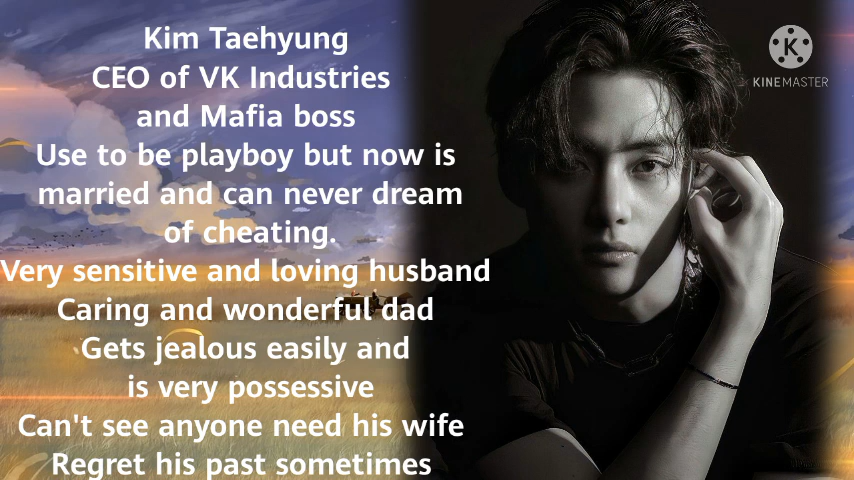 Kim Taehyung
CEO of VK Industries
and Mafia boss
Use to be playboy but now is
married and can never dream
of cheating.
Very sensitive and loving husband
Caring and wonderful dad
Gets jealous easily and
is very possessive
Can't see anyone need his wife
Regret his past sometimes
K
KINEMASTER